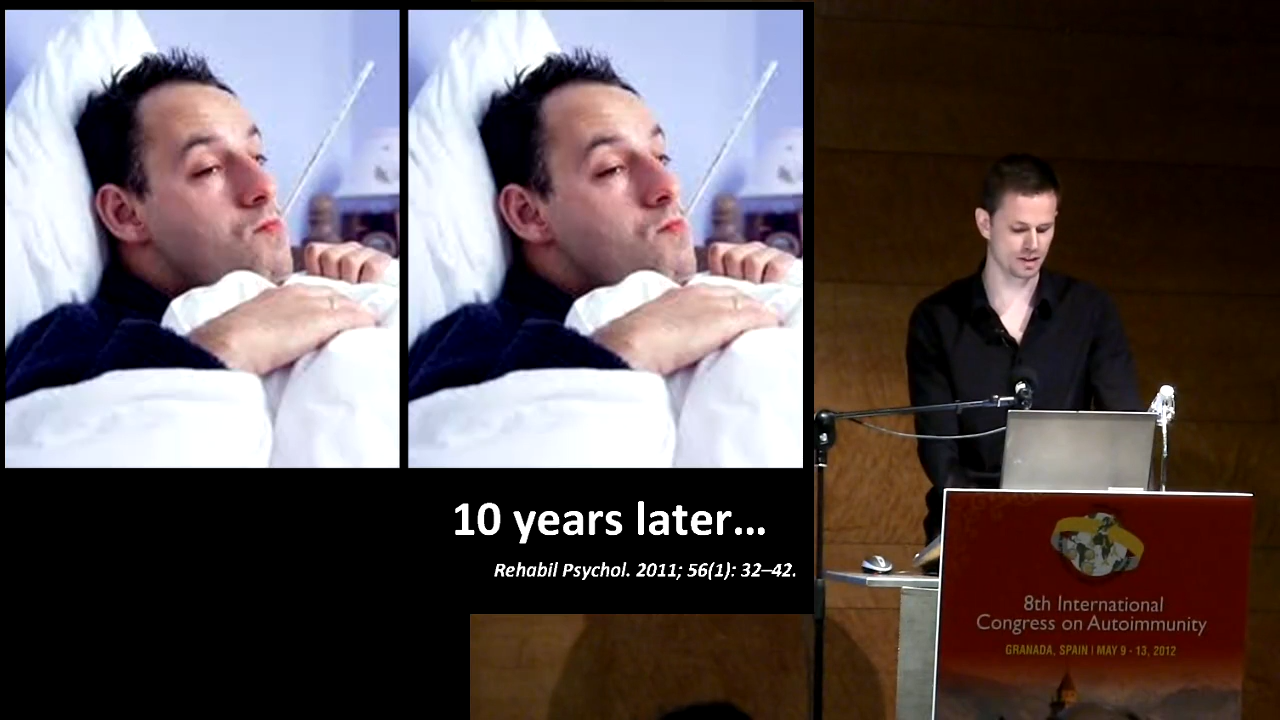 10 years later…
Rehabil Psychol. 2011; 56(1): 32–42.
8th International
Congress on Autoimmunity
GRANADA, SPAIN | MAY 9 - 13, 2012